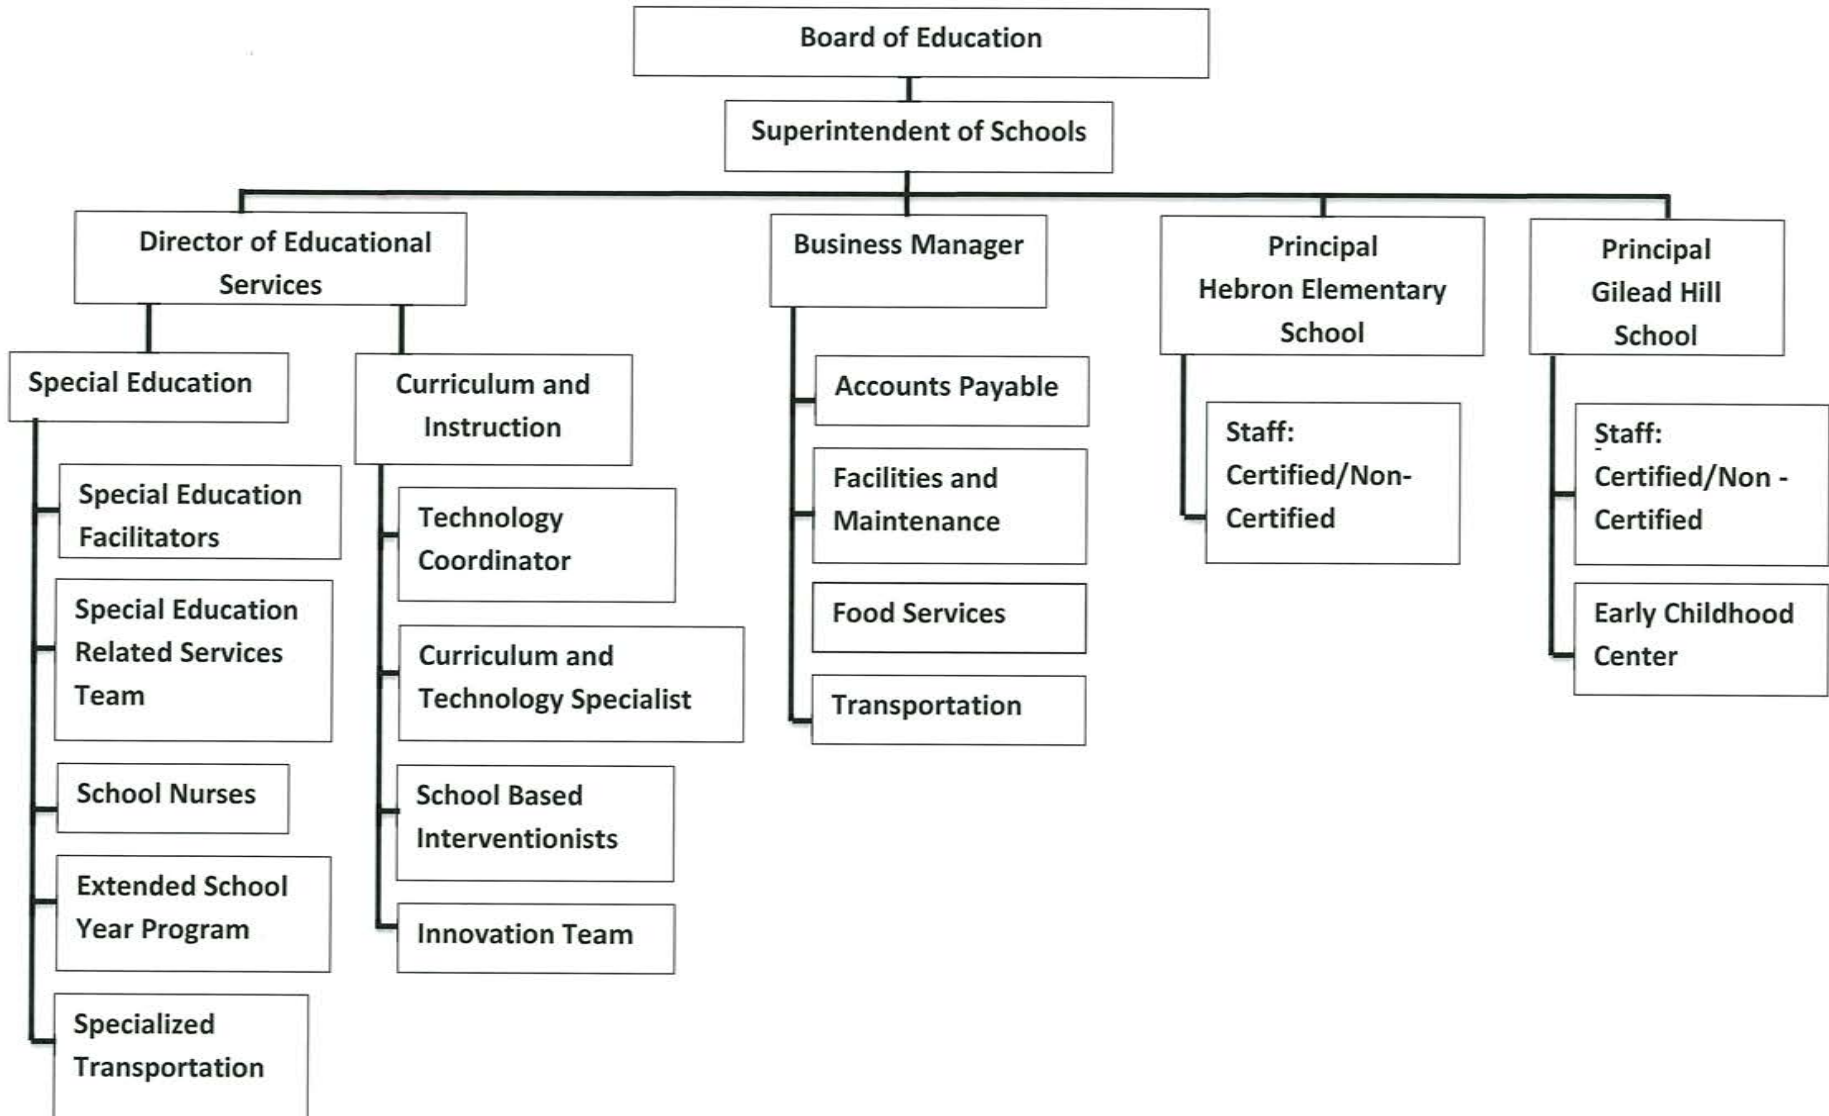 Board of Education
Superintendent of Schools
Director of Educational
Services
Business Manager
Principal
Hebron Elementary
School
Principal
Gilead Hill
School
Special Education
Curriculum and
Instruction
Special Education
Facilitators
Special Education
Related Services
Team
School Nurses
Extended School
Year Program
Specialized
Transportation
Technology
Coordinator
Curriculum and
Technology Specialist
School Based
Interventionists
Innovation Team
Accounts Payable
Facilities and
Maintenance
Food Services
Transportation
Staff:
Certified/Non-
Certified
Staff:
Certified/Non -
Certified
Early Childhood
Center